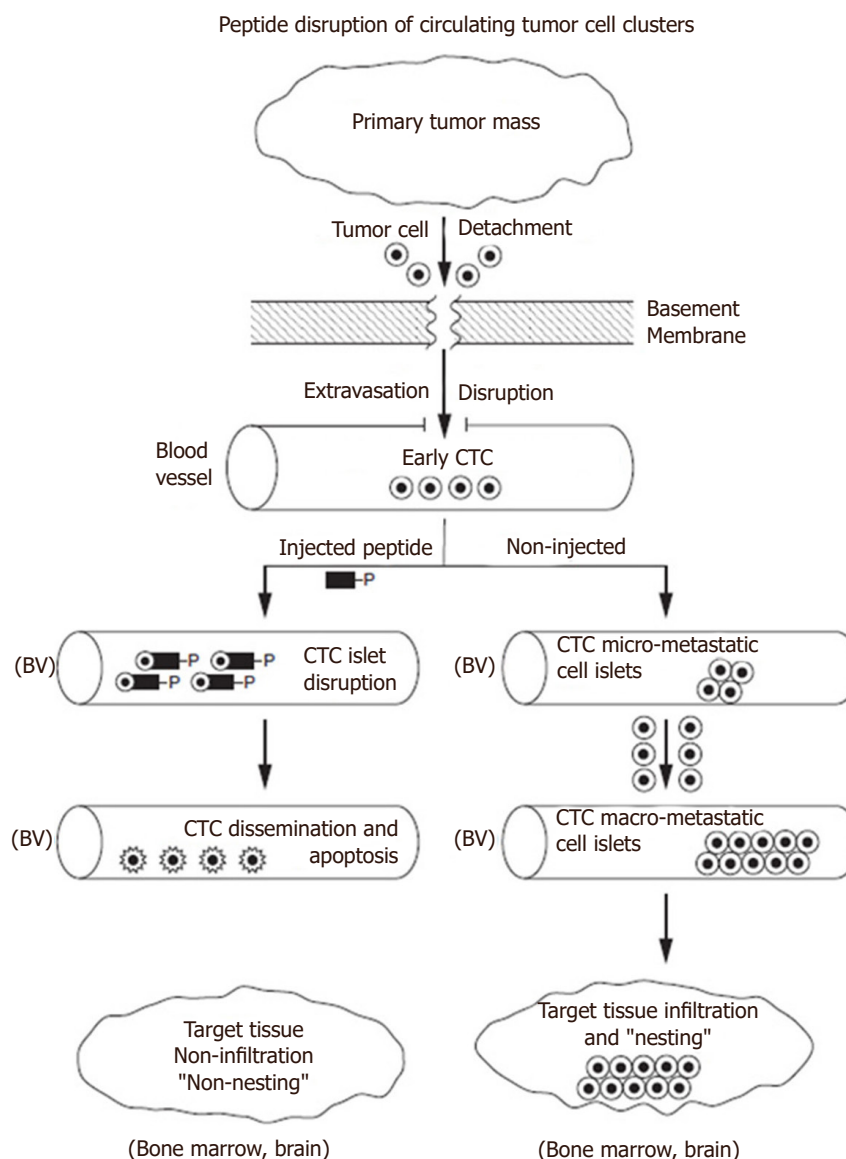 Peptide disruption of circulating tumor cell clusters
Primary tumor mass
Tumor cell
Detachment
Basement
Membrane
Extravasation
Disruption
Blood
vessel
Early CTC
Injected peptide
Non-injected
P
(BV)
P
P
P
P
CTC islet
disruption
(BV)
CTC micro-metastatic
cell islets
(BV)
CTC dissemination and
apoptosis
(BV)
CTC macro-metastatic
cell islets
Target tissue
Non-infiltration
"Non-nesting"
(Bone marrow, brain)
Target tissue infiltration
and "nesting"
(Bone marrow, brain)